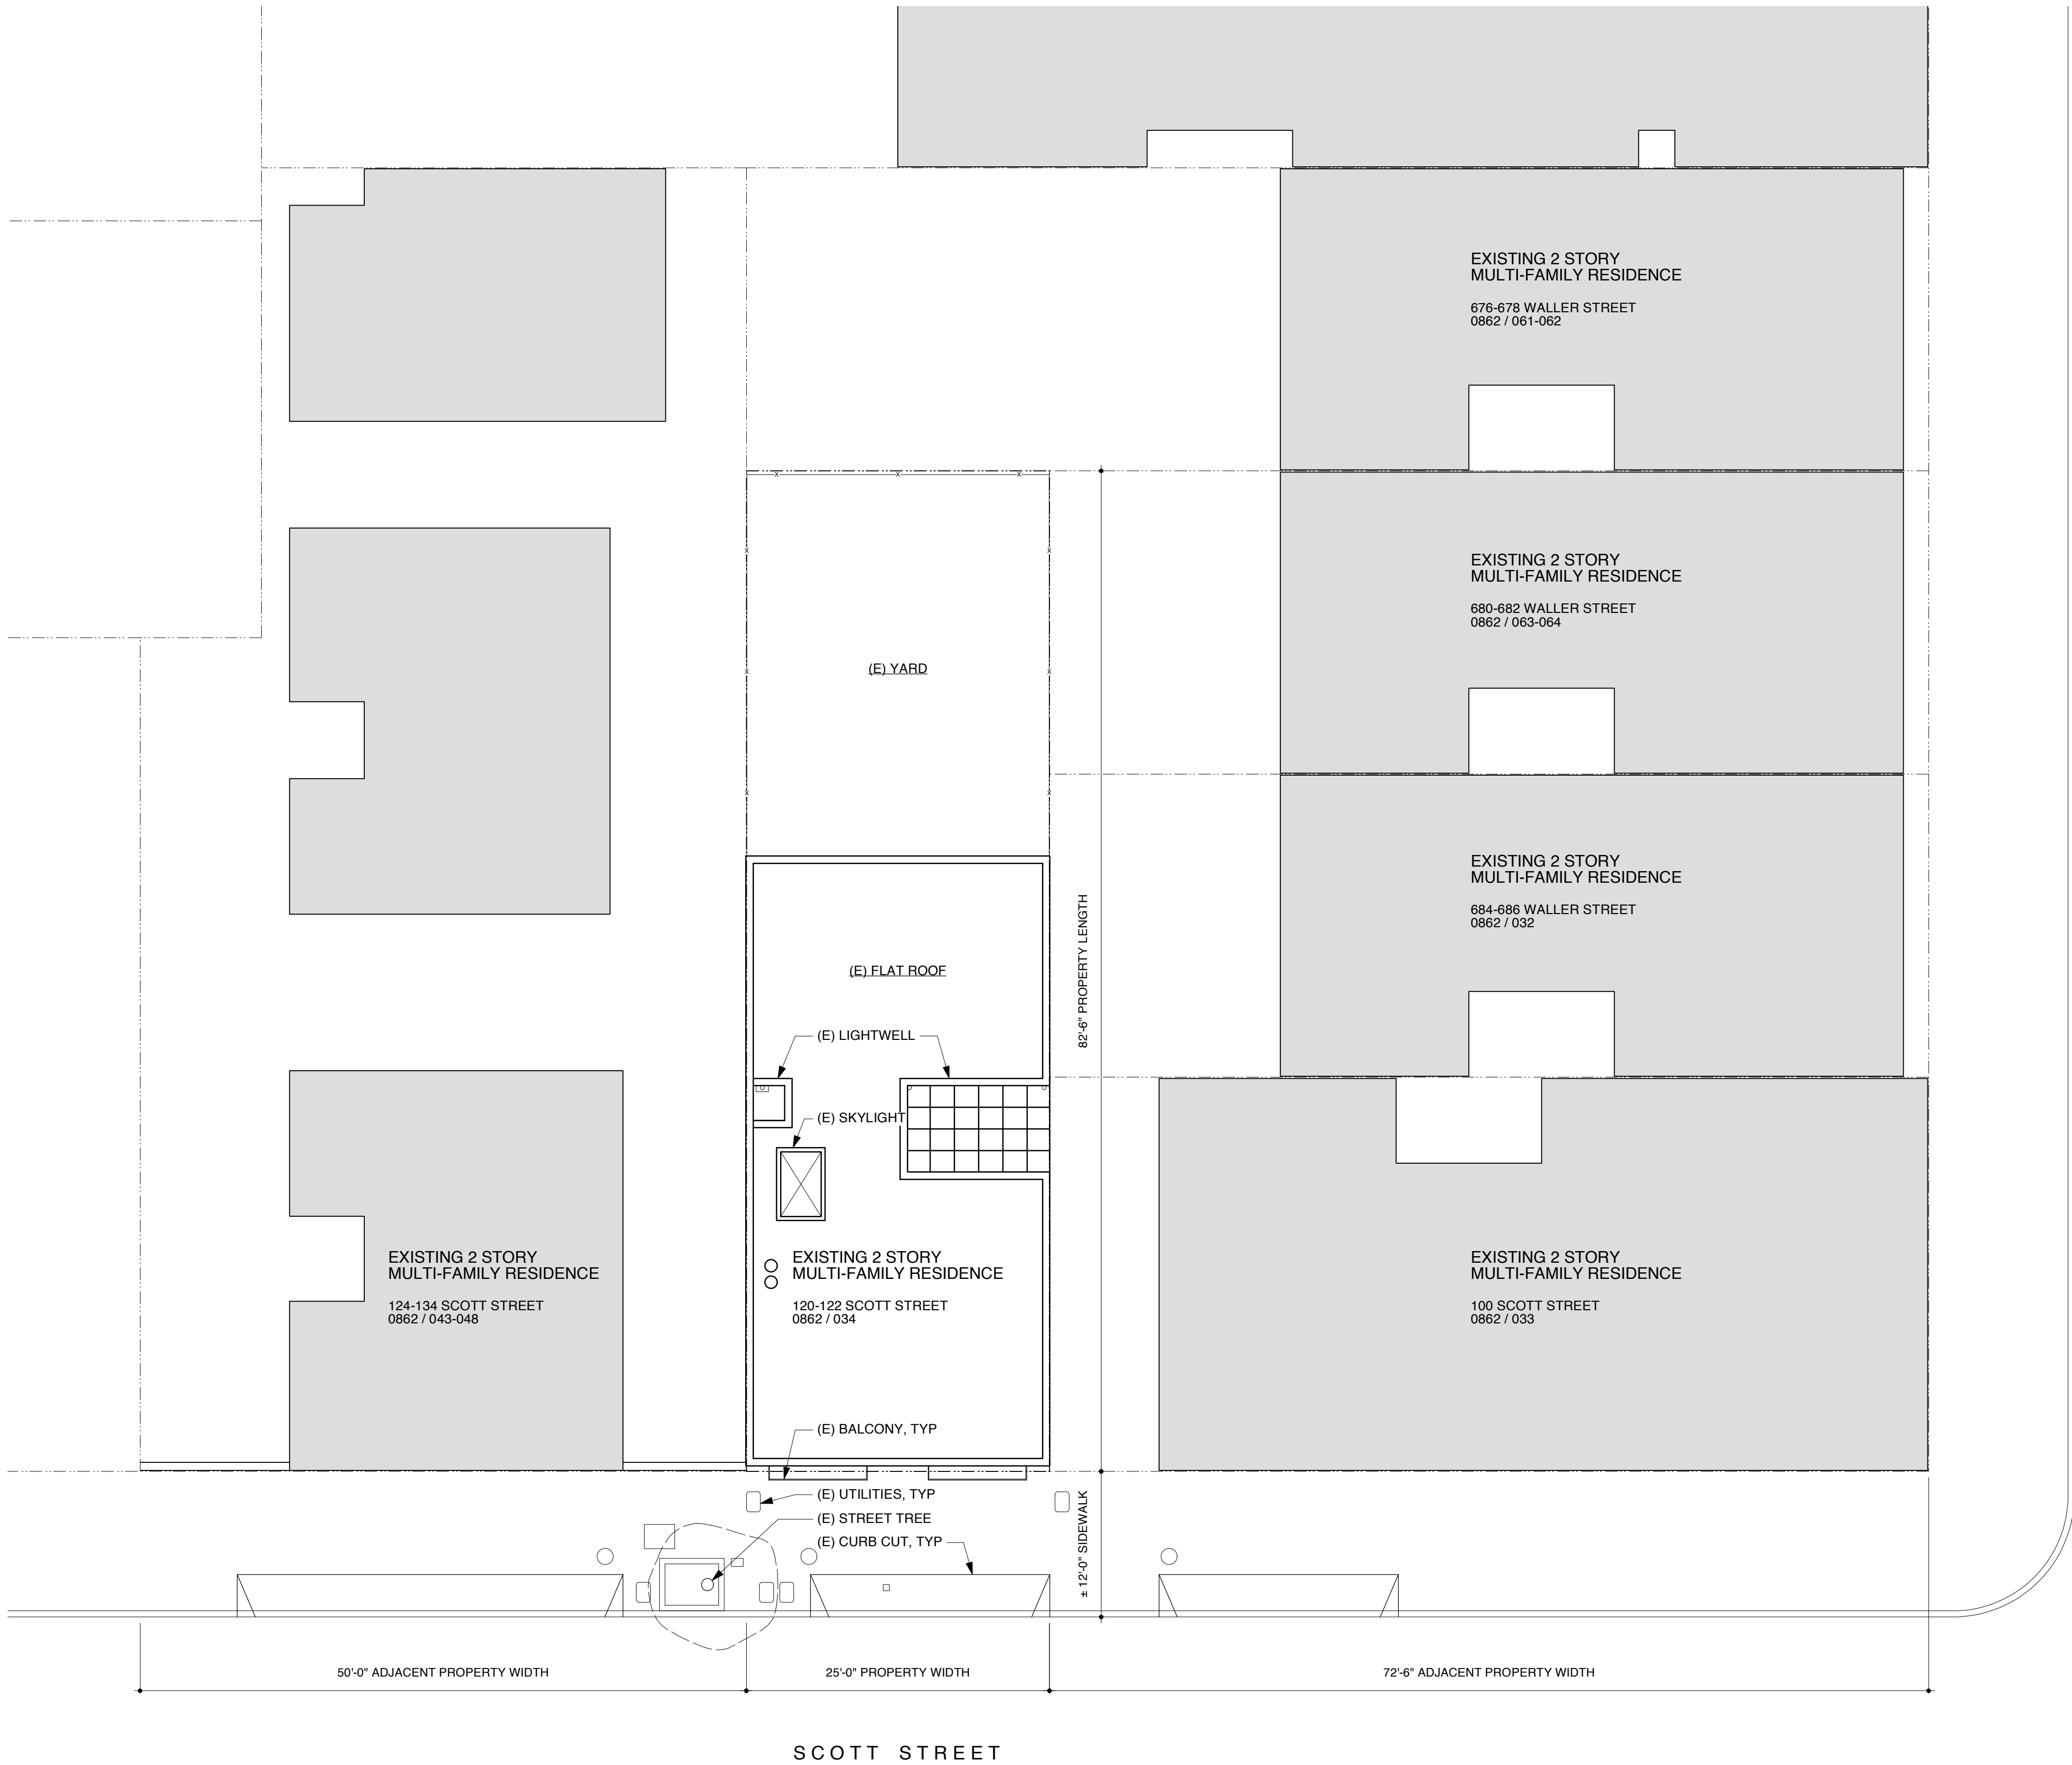 EXISTING 2 STORY
MULTI-FAMILY RESIDENCE
676-678 WALLER STREET
0862 / 061-062
EXISTING 2 STORY
MULTI-FAMILY RESIDENCE
680-682 WALLER STREET
0862 / 063-064
(E) YARD
EXISTING 2 STORY
MULTI-FAMILY RESIDENCE
684-686 WALLER STREET
0862 / 032
82'-6" PROPERTY LENGTH
(E) FLAT ROOF
(E) LIGHTWELL
(E) SKYLIGHT
EXISTING 2 STORY
MULTI-FAMILY RESIDENCE
124-134 SCOTT STREET
0862 / 043-048
EXISTING 2 STORY
MULTI-FAMILY RESIDENCE
120-122 SCOTT STREET
0862 / 034
EXISTING 2 STORY
MULTI-FAMILY RESIDENCE
100 SCOTT STREET
0862 / 033
(E) BALCONY, TYP
(E) UTILITIES, TYP
(E) STREET TREE
(E) CURB CUT, TYP
± 12'-0" SIDEWALK
50'-0" ADJACENT PROPERTY WIDTH
25'-0" PROPERTY WIDTH
72'-6" ADJACENT PROPERTY WIDTH
SCOTT STREET